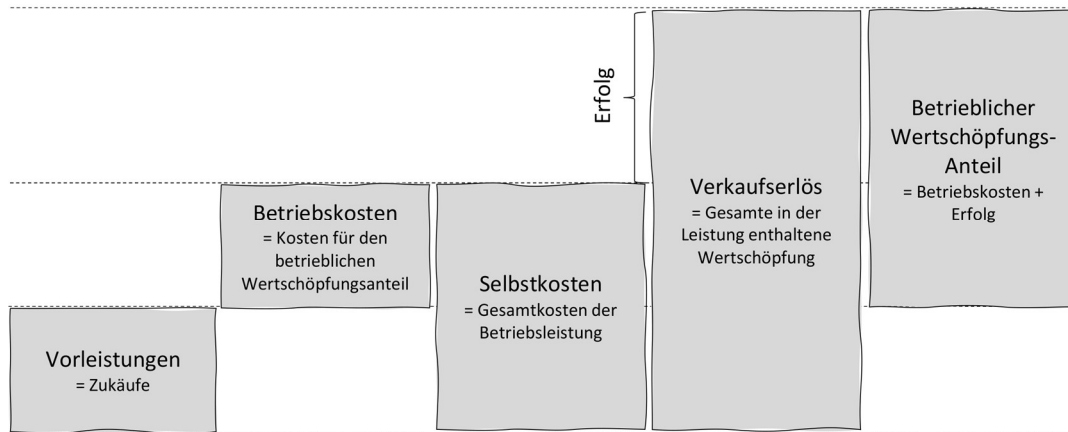 Vorleistungen
= Zukäufe
Betriebskosten
= Kosten für den
betrieblichen
Wertschöpfungsanteil
Selbstkosten
= Gesamtkosten der
Betriebsleistung
Erfolg
Verkaufserlös
= Gesamte in der
Leistung enthaltene
Wertschöpfung
Betrieblicher
Wertschöpfungs-
Anteil
= Betriebskosten +
Erfolg